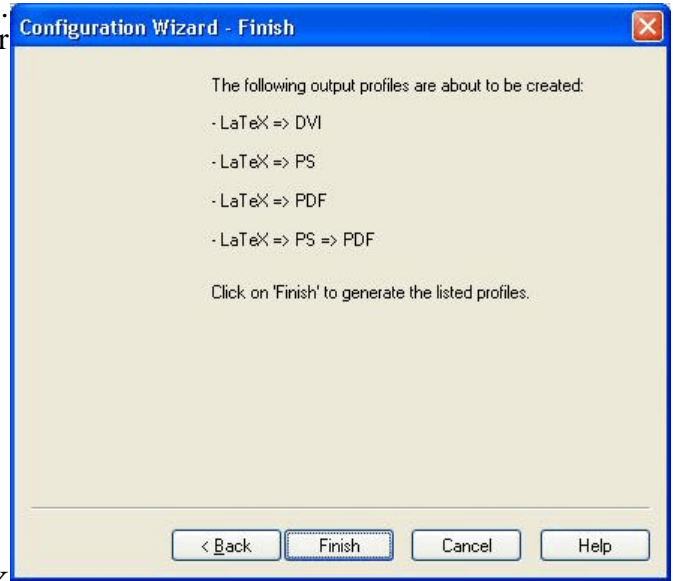 .
r
Configuration Wizard - Finish
The following output profiles are about to be created:
- LaTeX => DVI
- LaTeX => PS
- LaTeX => PDF
- LaTeX => PS => PDF
Click on 'Finish' to generate the listed profiles.
< Back Finish Cancel Help